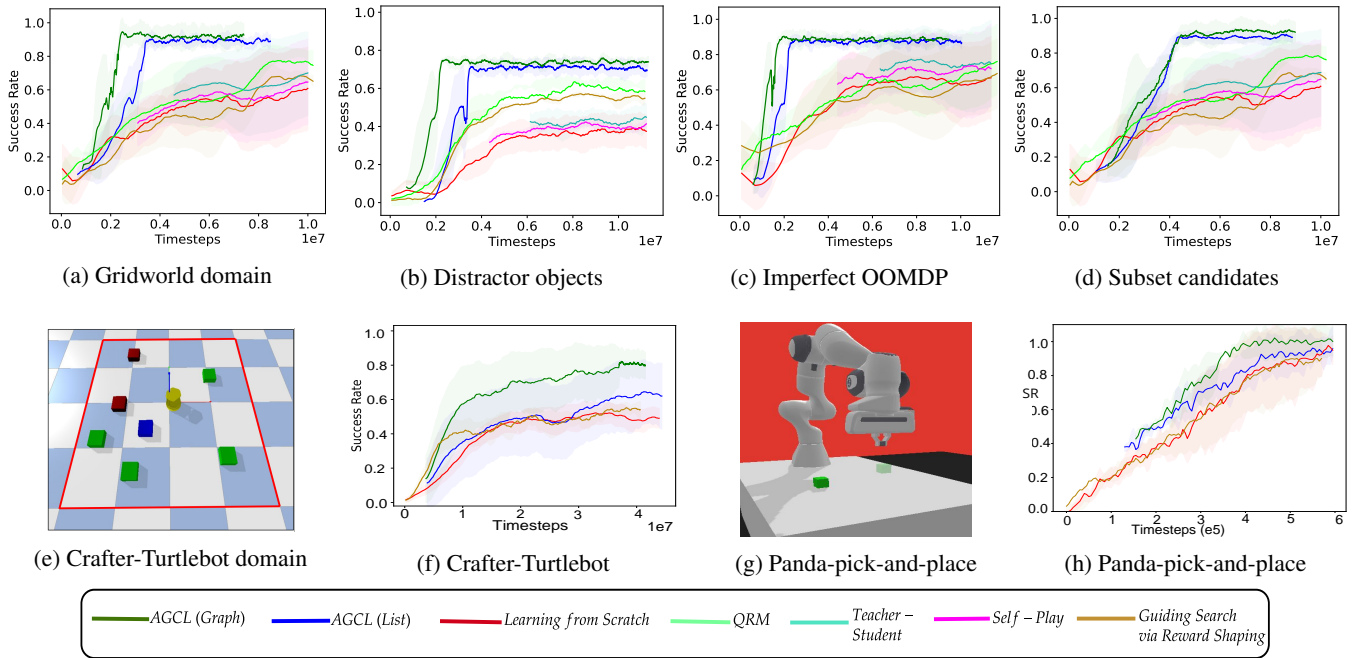 1.0
0.8
0.6
0.4
0.2
0.0
Success Rate
0.0 0.2 0.4 0.6 0.8 1.0
Timesteps
1e7
(a) Gridworld domain
1.0
0.8
0.6
0.4
0.2
0.0
Success Rate
0.0 0.2 0.4 0.6 0.8 1.0
Timesteps
1e7
(b) Distractor objects
1.0
0.8
0.6
0.4
0.2
0.0
Success Rate
0.0 0.2 0.4 0.6 0.8 1.0
Timesteps
1e7
(c) Imperfect OOMDP
1.0
0.8
0.6
0.4
0.2
0.0
Success Rate
0.0 0.2 0.4 0.6 0.8 1.0
Timesteps
1e7
(d) Subset candidates
(e) Crafter-Turtlebot domain
1.0
0.8
0.6
0.4
0.2
0.0
Success Rate
0 1 2 3 4
Timesteps
1e7
(f) Crafter-Turtlebot
(g) Panda-pick-and-place
1.0
0.8
SR
0.6
0.4
0.2
0.0
0 1 2 3 4 5 6
Timesteps (e5)
(h) Panda-pick-and-place
AGCL (Graph)
AGCL (List)
Learning from Scratch
QRM
Teacher –
Student
Self – Play
Guiding Search
via Reward Shaping